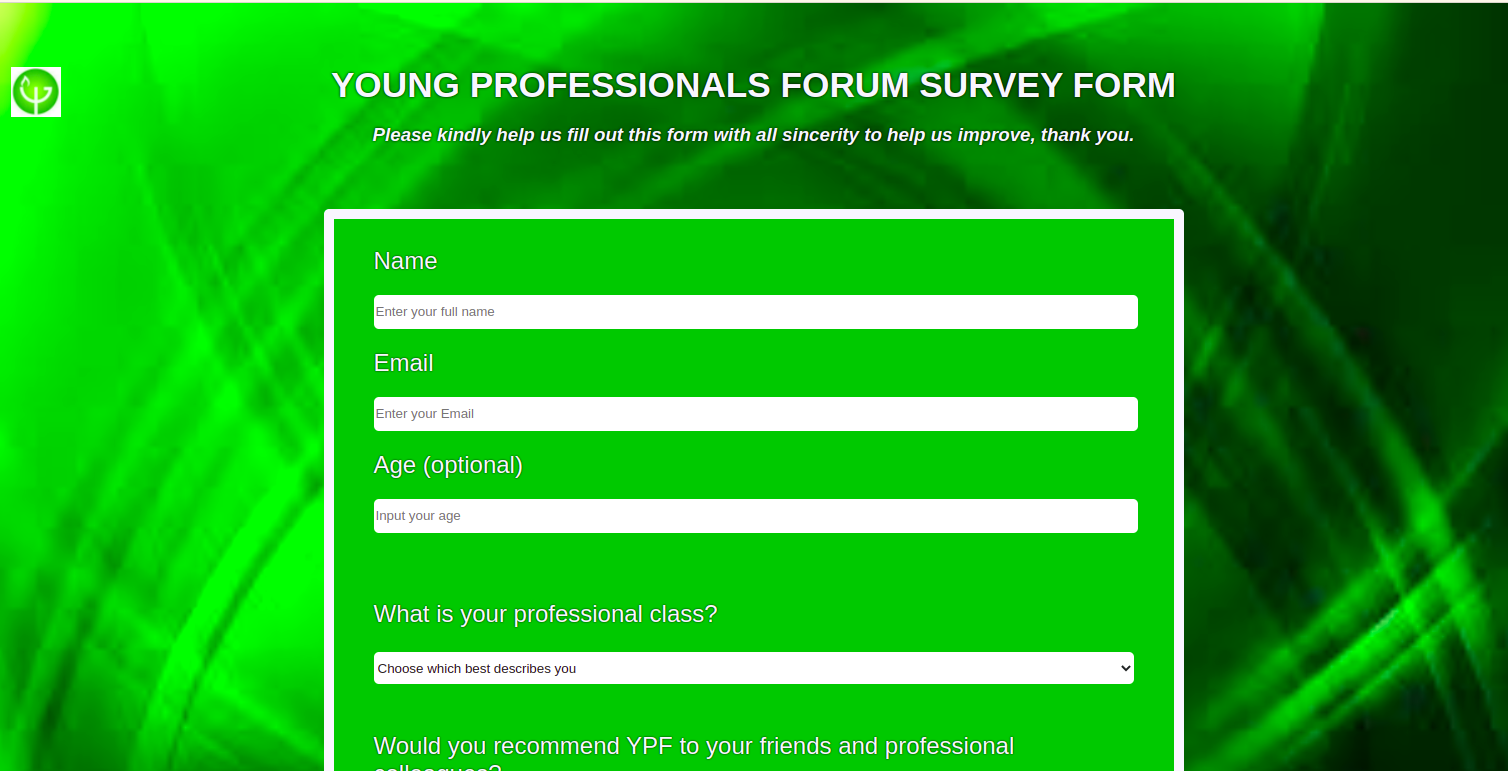 YOUNG PROFESSIONALS FORUM SURVEY FORM
Please kindly help us fill out this form with all sincerity to help us improve, thank you.
Name
Enter your full name
Email
Enter your Email
Age (optional)
Input your age
What is your professional class?
Choose which best describes you
Would you recommend YPF to your friends and professional
colleagues?